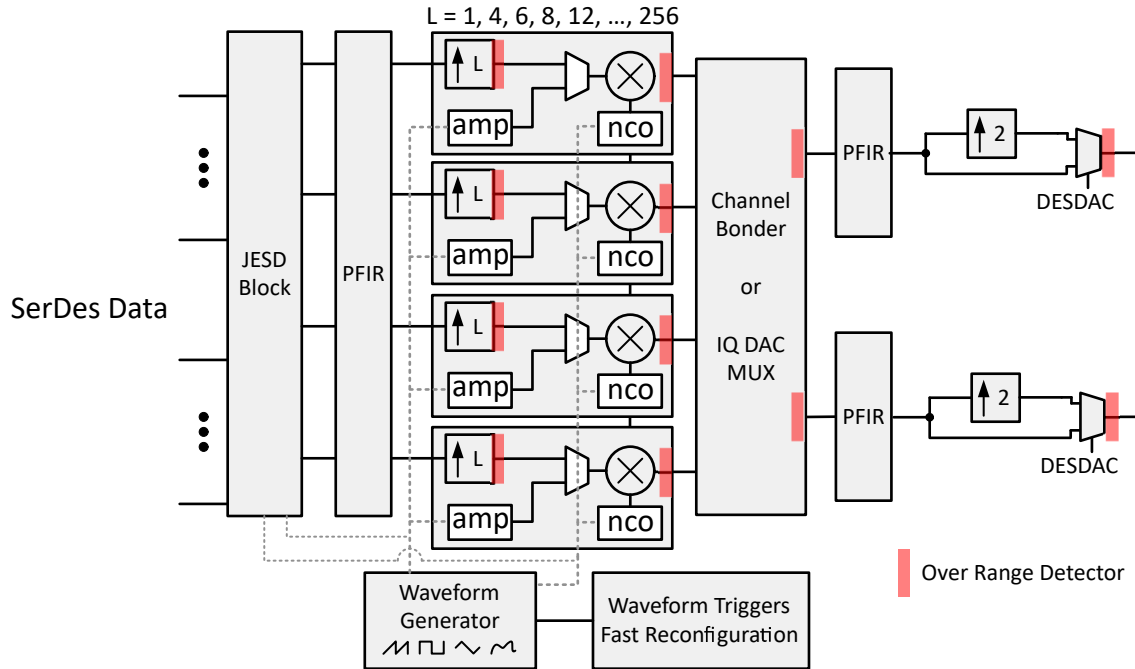 L = 1, 4, 6, 8, 12, ..., 256
SerDes Data
JESD
Block
PFIR
L
amp
nco
L
amp
nco
L
amp
nco
L
amp
nco
Channel
Bonder
or
IQ DAC
MUX
PFIR
2
DESDAC
PFIR
2
DESDAC
Waveform
Generator
Waveform Triggers
Fast Reconfiguration
Over Range Detector